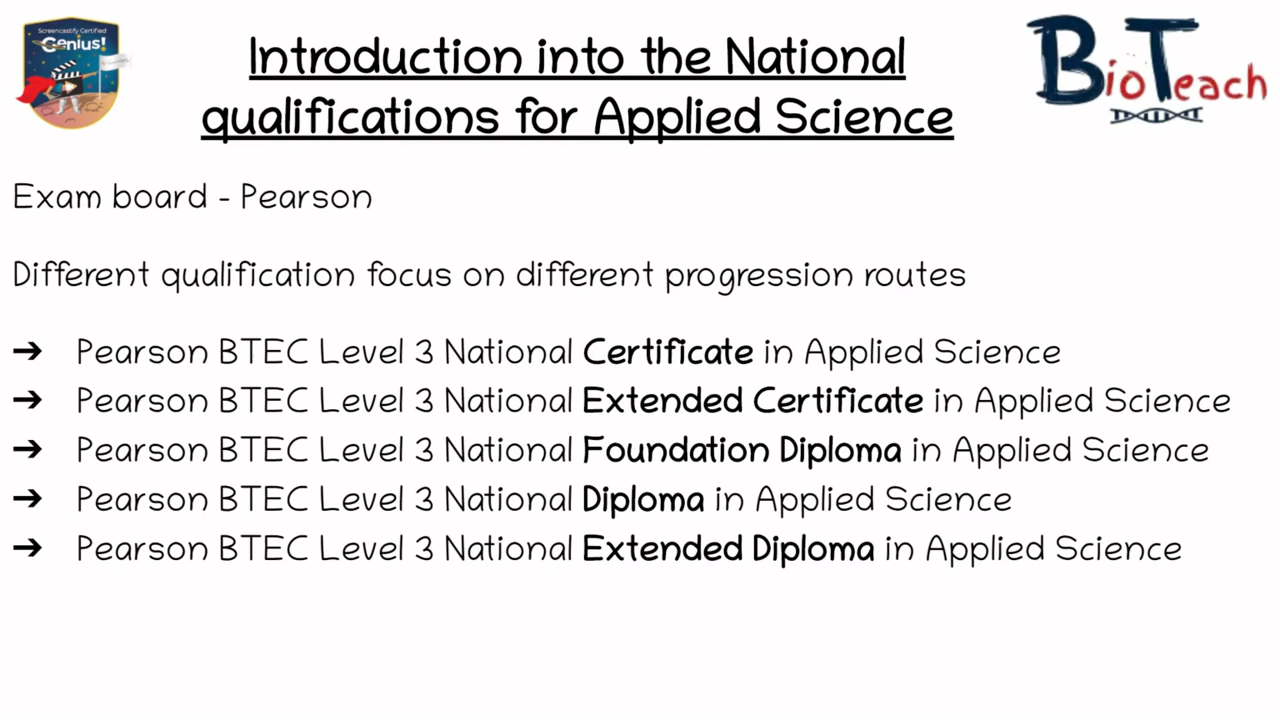 Screencastify Certified
Genius!
Introduction into the National
qualifications for Applied Science
BioTeach
Exam board - Pearson
Different qualification focus on different progression routes
➔ Pearson BTEC Level 3 National Certificate in Applied Science
➔ Pearson BTEC Level 3 National Extended Certificate in Applied Science
➔ Pearson BTEC Level 3 National Foundation Diploma in Applied Science
➔ Pearson BTEC Level 3 National Diploma in Applied Science
➔ Pearson BTEC Level 3 National Extended Diploma in Applied Science